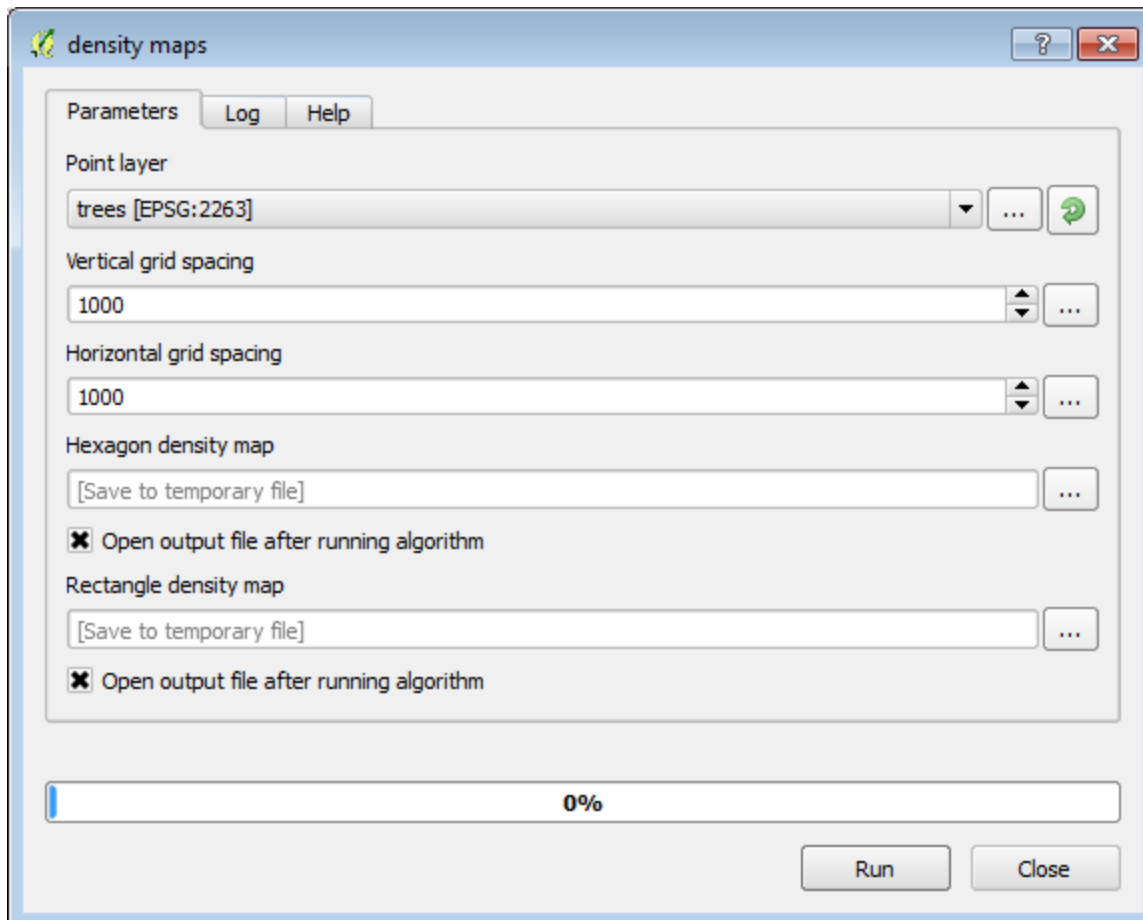 density maps
Parameters Log Help
Point layer
trees [EPSG:2263]
...
Vertical grid spacing
1000
...
Horizontal grid spacing
1000
...
Hexagon density map
[Save to temporary file]
...
Open output file after running algorithm
Rectangle density map
[Save to temporary file]
...
Open output file after running algorithm
0%
Run Close